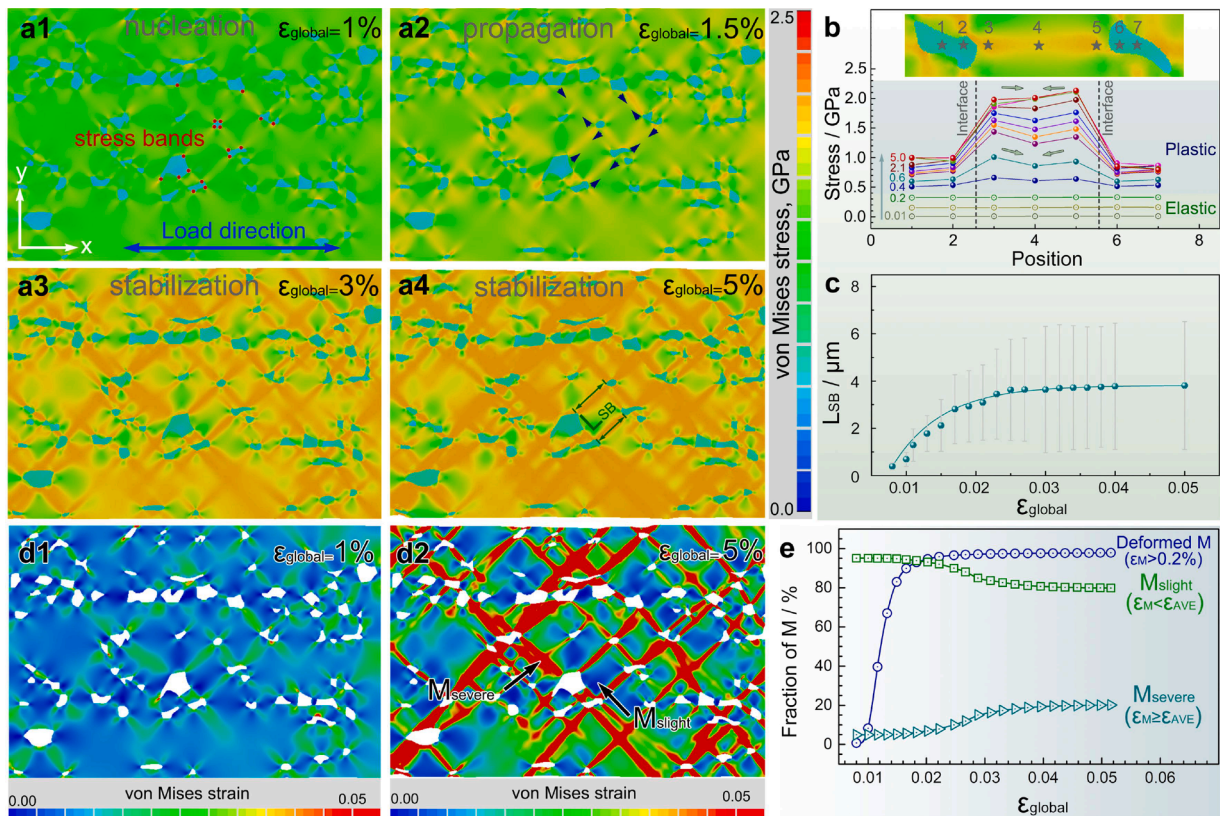 a1 nucleation εglobal=1%
stress bands
y
x
Load direction
a2 propagation εglobal=1.5%
a3 stabilization εglobal=3%
a4 stabilization εglobal=5%
LSB
2.5
von Mises stress, GPa
0.0
b
1 2 3 4 5 6 7
Stress / GPa
2.5
2.0
1.5
1.0
0.5
0.0
Interface
Interface
Plastic
Elastic
5.0
2.1
0.6
0.4
0.2
0.01
0 2 4 6 8
Position
c
LSB / μm
8
6
4
2
0
0.01 0.02 0.03 0.04 0.05
εglobal
d1 εglobal=1%
0.00 von Mises strain 0.05
d2 εglobal=5%
Msevere
Mslight
0.00 von Mises strain 0.05
e
Fraction of M / %
100
80
60
40
20
0
Deformed M
(εM>0.2%)
Mslight
(εM<εAVE)
Msevere
(εM≥εAVE)
0.01 0.02 0.03 0.04 0.05 0.06
εglobal